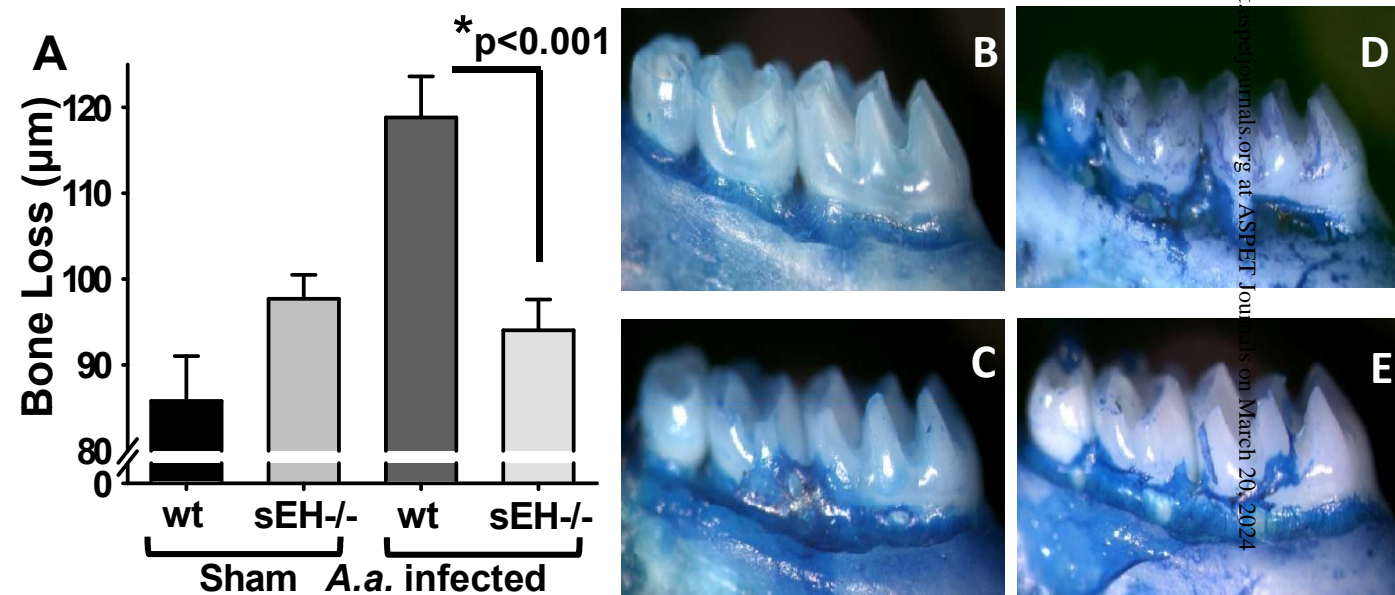 A
*p<0.001
Bone Loss (µm)
120
110
100
90
80
0
wt sEH-/- wt sEH-/-
Sham A.a. infected
B
D
C
E
.aspetjournals.org at ASPET Journals on March 20, 2024